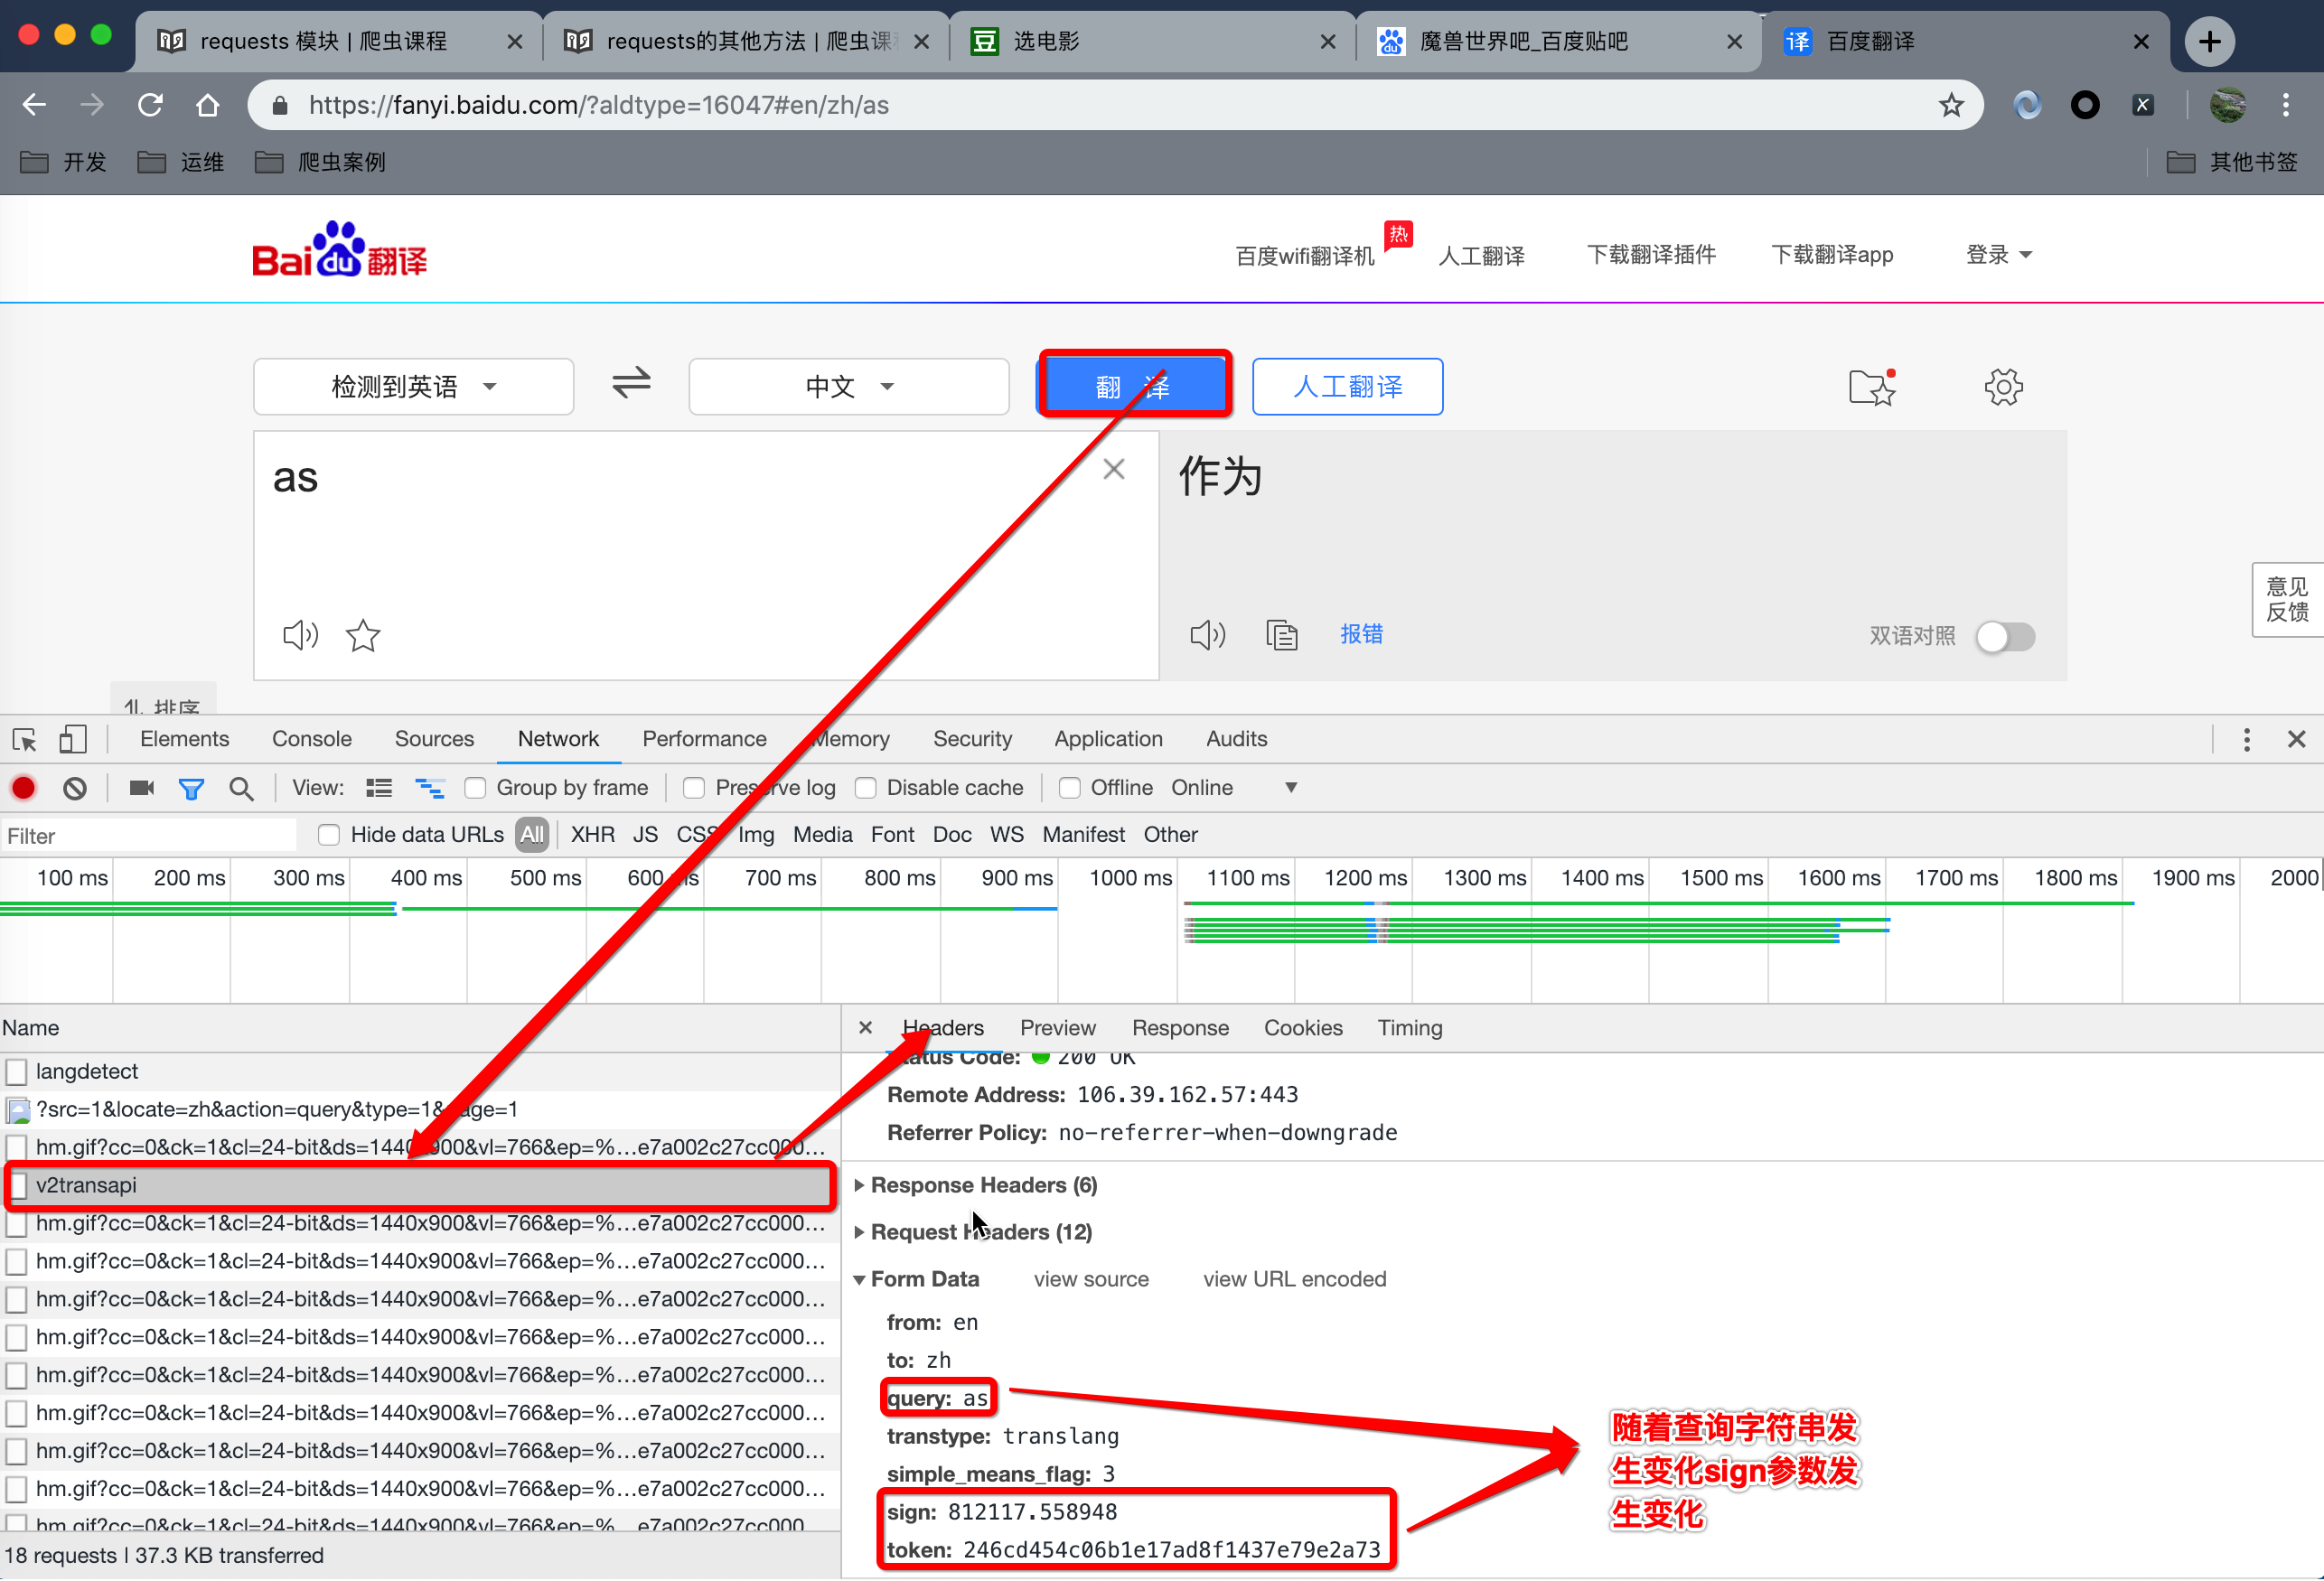 requests 模块 | 爬虫课程
requests的其他方法 | 爬虫课
选电影
魔兽世界吧_百度贴吧
译 百度翻译
https://fanyi.baidu.com/?aldtype=16047#en/zh/as
开发
运维
爬虫案例
其他书签
Baidu翻译
百度wifi翻译机
热
人工翻译
下载翻译插件
下载翻译app
登录
检测到英语
中文
翻 译
人工翻译
as
作为
报错
双语对照
意见
反馈
排序
Elements Console Sources Network Performance Memory Security Application Audits
View: Group by frame Preserve log Disable cache Offline Online
Filter Hide data URLs All XHR JS CSS Img Media Font Doc WS Manifest Other
100 ms 200 ms 300 ms 400 ms 500 ms 600 ms 700 ms 800 ms 900 ms 1000 ms 1100 ms 1200 ms 1300 ms 1400 ms 1500 ms 1600 ms 1700 ms 1800 ms 1900 ms 2000
Name
langdetect
?src=1&locate=zh&action=query&type=1&page=1
hm.gif?cc=0&ck=1&cl=24-bit&ds=1440x900&vl=766&ep=%…e7a002c27cc000…
v2transapi
hm.gif?cc=0&ck=1&cl=24-bit&ds=1440x900&vl=766&ep=%…e7a002c27cc000…
hm.gif?cc=0&ck=1&cl=24-bit&ds=1440x900&vl=766&ep=%…e7a002c27cc000…
hm.gif?cc=0&ck=1&cl=24-bit&ds=1440x900&vl=766&ep=%…e7a002c27cc000…
hm.gif?cc=0&ck=1&cl=24-bit&ds=1440x900&vl=766&ep=%…e7a002c27cc000…
hm.gif?cc=0&ck=1&cl=24-bit&ds=1440x900&vl=766&ep=%…e7a002c27cc000…
hm.gif?cc=0&ck=1&cl=24-bit&ds=1440x900&vl=766&ep=%…e7a002c27cc000…
hm.gif?cc=0&ck=1&cl=24-bit&ds=1440x900&vl=766&ep=%…e7a002c27cc000…
hm.gif?cc=0&ck=1&cl=24-bit&ds=1440x900&vl=766&ep=%…e7a002c27cc000…
hm.gif?cc=0&ck=1&cl=24-bit&ds=1440x900&vl=766&ep=%…e7a002c27cc000
18 requests | 37.3 KB transferred
Headers Preview Response Cookies Timing
Status Code: 200 OK
Remote Address: 106.39.162.57:443
Referrer Policy: no-referrer-when-downgrade
Response Headers (6)
Request Headers (12)
Form Data view source view URL encoded
from: en
to: zh
query: as
transtype: translang
simple_means_flag: 3
sign: 812117.558948
token: 246cd454c06b1e17ad8f1437e79e2a73
随着查询字符串发
生变化sign参数发
生变化